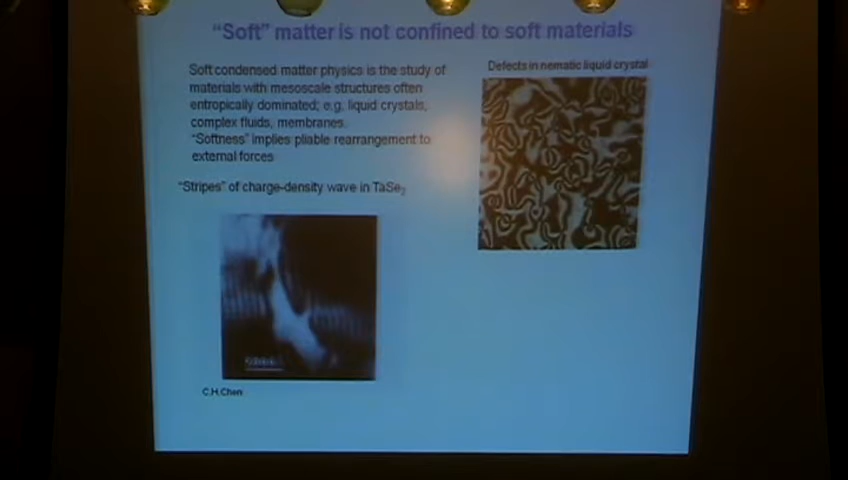 “Soft” matter is not confined to soft materials
Soft condensed matter physics is the study of
materials with mesoscale structures often
entropically dominated; e.g. liquid crystals,
complex fluids, membranes.
“Softness” implies pliable rearrangement to
external forces
Defects in nematic liquid crystal
“Stripes” of charge-density wave in TaSe₂
C.H.Chen